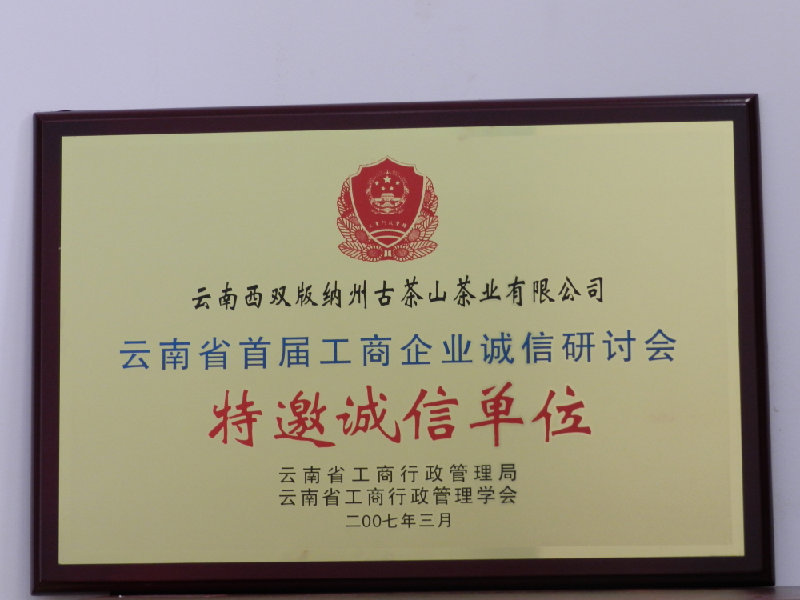 云南西双版纳州古茶山茶业有限公司
云南省首届工商企业诚信研讨会
特邀诚信单位
云南省工商行政管理局
云南省工商行政管理学会
二00七年三月